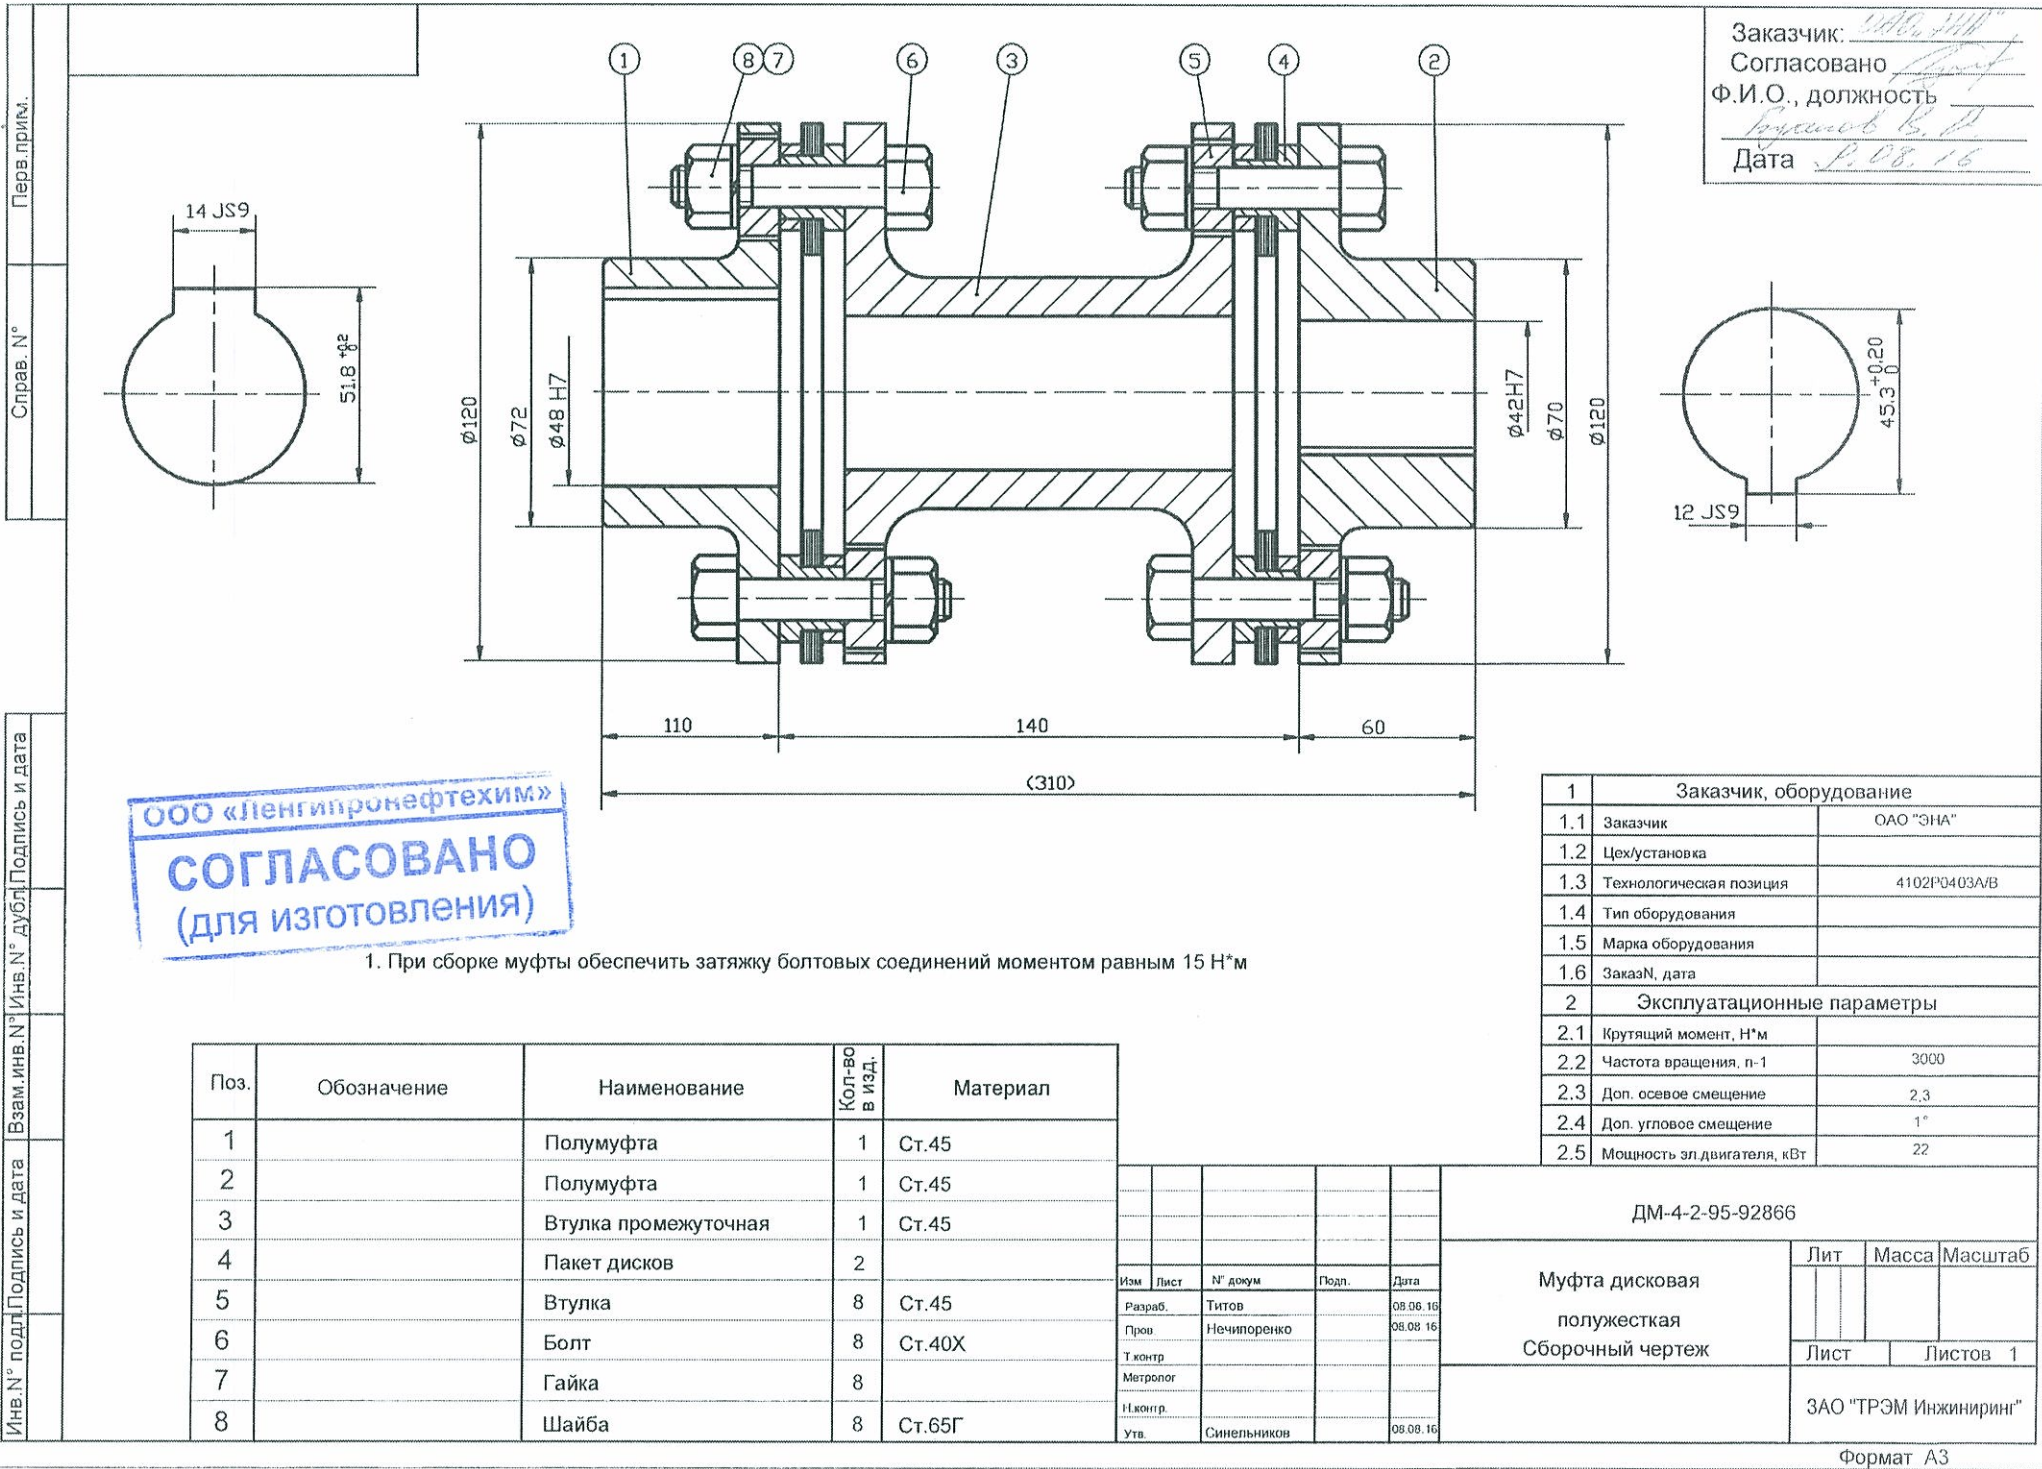 Заказчик:
Согласовано
Ф.И.О., должность
Дата 9.08.16
Перв.прим.
Справ. N°
Подпись и дата
Инв.N° дубл.
Взам.инв.N°
Подпись и дата
Инв.N° подл.
1
8
7
6
3
5
4
2
14 JS9
51.8 +0.2 0
ø120
ø72
ø48 H7
ø42H7
ø70
ø120
45.3 +0.20 0
12 JS9
110
140
60
(310)
ООО «Ленгипронефтехим»
СОГЛАСОВАНО
(для изготовления)
1. При сборке муфты обеспечить затяжку болтовых соединений моментом равным 15 Н*м
1 Заказчик, оборудование
1.1 Заказчик ОАО "ЭНА"
1.2 Цех/установка
1.3 Технологическая позиция 4102P0403A/B
1.4 Тип оборудования
1.5 Марка оборудования
1.6 ЗаказN, дата
2 Эксплуатационные параметры
2.1 Крутящий момент, Н*м
2.2 Частота вращения, n-1 3000
2.3 Доп. осевое смещение 2,3
2.4 Доп. угловое смещение 1°
2.5 Мощность эл.двигателя, кВт 22
Поз. Обозначение Наименование Кол-во в изд. Материал
1 Полумуфта 1 Ст.45
2 Полумуфта 1 Ст.45
3 Втулка промежуточная 1 Ст.45
4 Пакет дисков 2
5 Втулка 8 Ст.45
6 Болт 8 Ст.40Х
7 Гайка 8
8 Шайба 8 Ст.65Г
Изм Лист N° докум Подп. Дата
Разраб. Титов 08.08.16
Пров Нечипоренко 08.08 16
Т.контр
Метролог
Н.контр.
Утв. Синельников 08.08.16
ДМ-4-2-95-92866
Муфта дисковая
полужесткая
Сборочный чертеж
Лит Масса Масштаб
Лист Листов 1
ЗАО "ТРЭМ Инжиниринг"
Формат А3